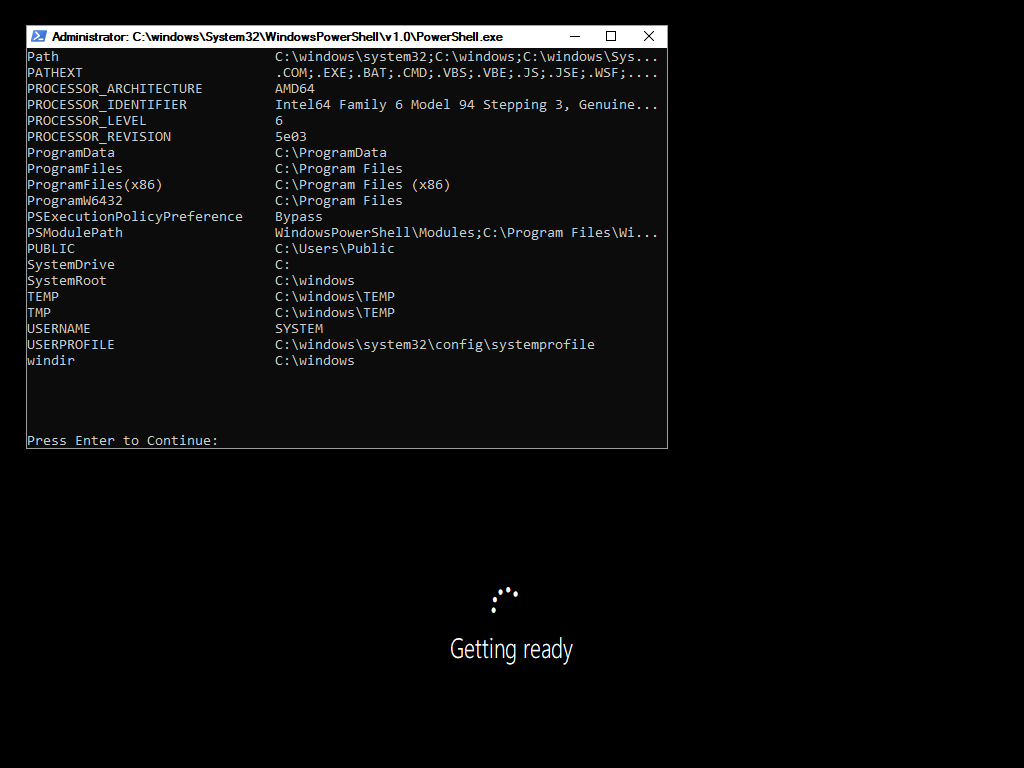 Administrator: C:\windows\System32\WindowsPowerShell\v1.0\PowerShell.exe
Path C:\windows\system32;C:\windows;C:\windows\Sys...
PATHEXT .COM;.EXE;.BAT;.CMD;.VBS;.VBE;.JS;.JSE;.WSF;....
PROCESSOR_ARCHITECTURE AMD64
PROCESSOR_IDENTIFIER Intel64 Family 6 Model 94 Stepping 3, Genuine...
PROCESSOR_LEVEL 6
PROCESSOR_REVISION 5e03
ProgramData C:\ProgramData
ProgramFiles C:\Program Files
ProgramFiles(x86) C:\Program Files (x86)
ProgramW6432 C:\Program Files
PSExecutionPolicyPreference Bypass
PSModulePath WindowsPowerShell\Modules;C:\Program Files\Wi...
PUBLIC C:\Users\Public
SystemDrive C:
SystemRoot C:\windows
TEMP C:\windows\TEMP
TMP C:\windows\TEMP
USERNAME SYSTEM
USERPROFILE C:\windows\system32\config\systemprofile
windir C:\windows
Press Enter to Continue:
Getting ready